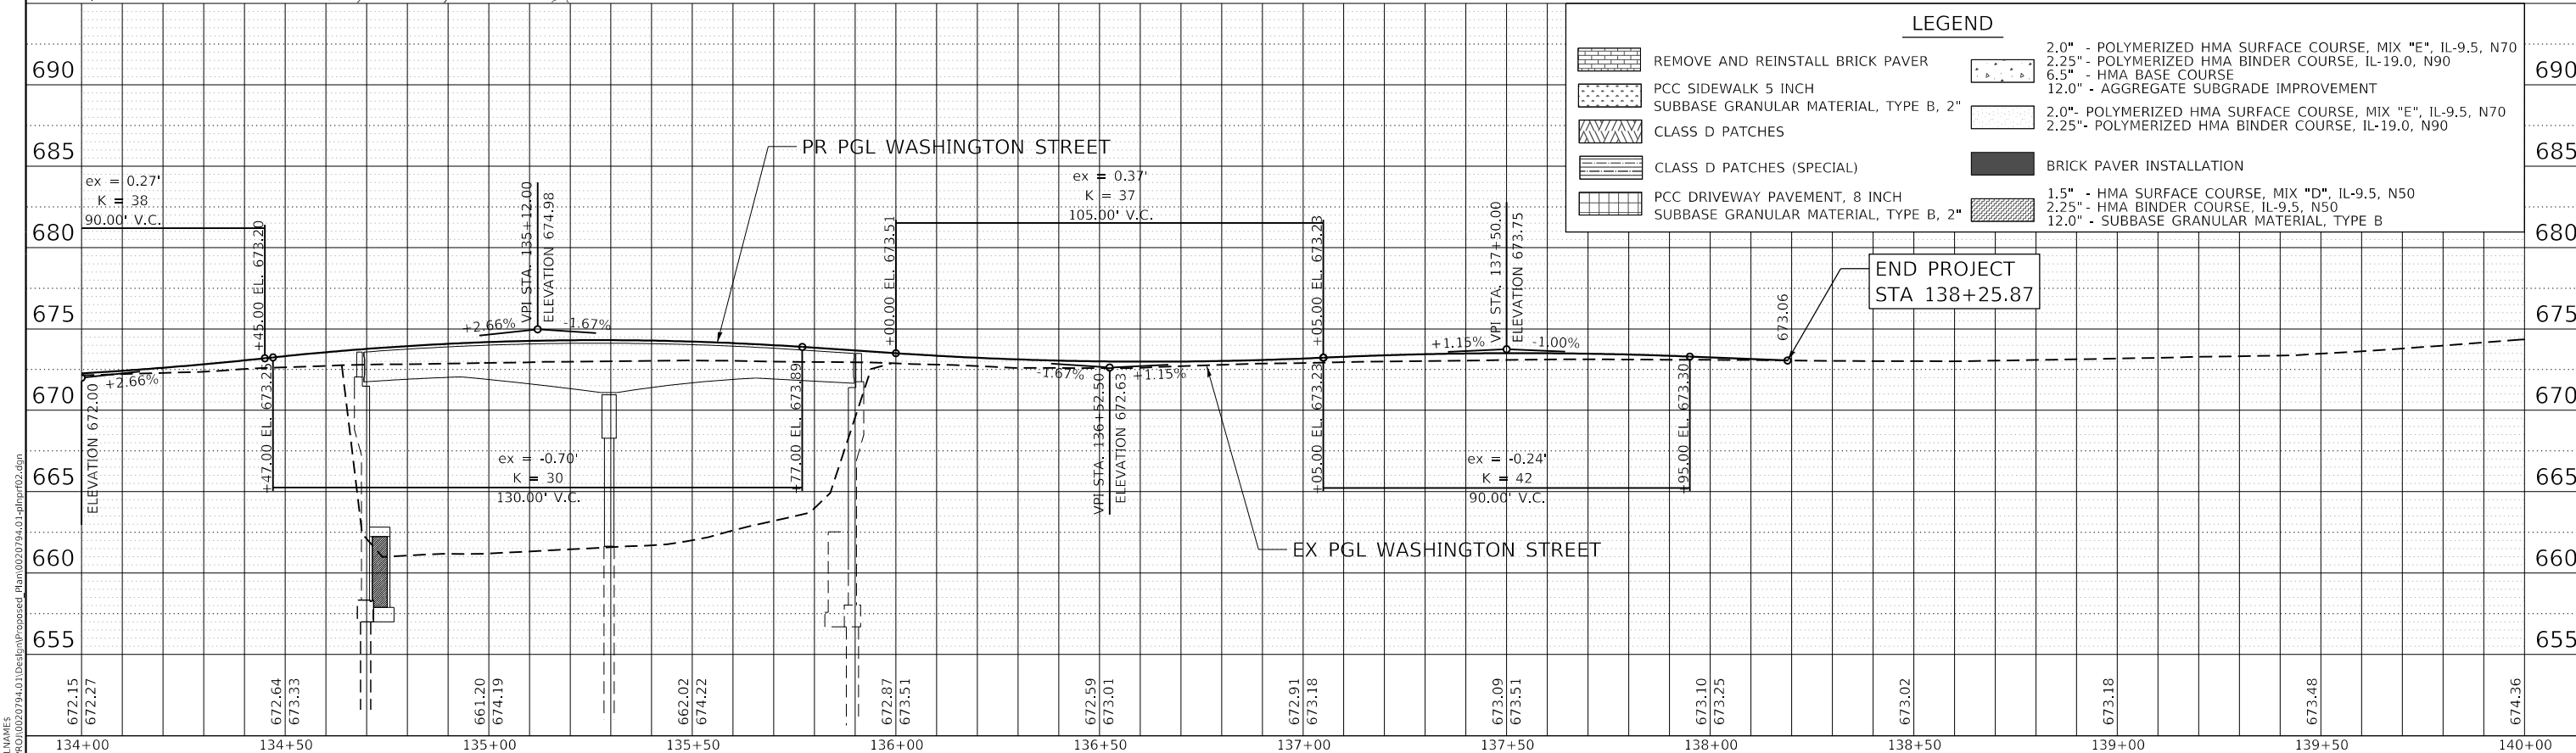 LEGEND
REMOVE AND REINSTALL BRICK PAVER
PCC SIDEWALK 5 INCH
SUBBASE GRANULAR MATERIAL, TYPE B, 2"
CLASS D PATCHES
CLASS D PATCHES (SPECIAL)
PCC DRIVEWAY PAVEMENT, 8 INCH
SUBBASE GRANULAR MATERIAL, TYPE B, 2"
2.0" - POLYMERIZED HMA SURFACE COURSE, MIX "E", IL-9.5, N70
2.25" - POLYMERIZED HMA BINDER COURSE, IL-19.0, N90
6.5" - HMA BASE COURSE
12.0" - AGGREGATE SUBGRADE IMPROVEMENT
2.0"- POLYMERIZED HMA SURFACE COURSE, MIX "E", IL-9.5, N70
2.25"- POLYMERIZED HMA BINDER COURSE, IL-19.0, N90
BRICK PAVER INSTALLATION
1.5" - HMA SURFACE COURSE, MIX "D", IL-9.5, N50
2.25" - HMA BINDER COURSE, IL-9.5, N50
12.0" - SUBBASE GRANULAR MATERIAL, TYPE B
690
685
680
675
670
665
660
655
690
685
680
675
670
665
660
655
ex = 0.27'
K = 38
90.00' V.C.
+45.00 EL. 673.20
ELEVATION 672.00
+2.66%
+47.00 EL. 673.25
+2.66%
VPI STA. 135+12.00
ELEVATION 674.98
-1.67%
PR PGL WASHINGTON STREET
ex = -0.70'
K = 30
130.00' V.C.
+77.00 EL. 673.89
+00.00 EL. 673.51
ex = 0.37'
K = 37
105.00' V.C.
-1.67%
VPI STA. 136+52.50
ELEVATION 672.63
+1.15%
EX PGL WASHINGTON STREET
+05.00 EL. 673.23
+05.00 EL. 673.23
+1.15%
VPI STA. 137+50.00
ELEVATION 673.75
-1.00%
ex = -0.24'
K = 42
90.00' V.C.
+95.00 EL. 673.30
673.06
END PROJECT
STA 138+25.87
672.15
672.27
672.64
673.33
661.20
674.19
662.02
674.22
672.87
673.51
672.59
673.01
672.91
673.18
673.09
673.51
673.10
673.25
673.02
673.18
673.48
674.36
134+00
134+50
135+00
135+50
136+00
136+50
137+00
137+50
138+00
138+50
139+00
139+50
140+00